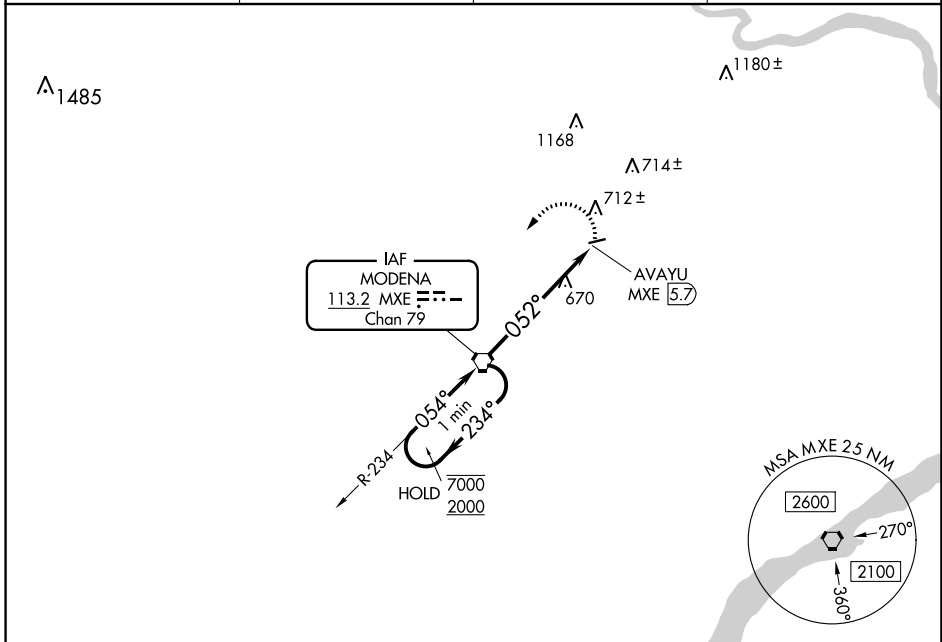 1485
1180 ±
1168
714 ±
712 ±
IAF
MODENA
113.2 MXE
Chan 79
AVAYU
MXE 5.7
670
052°
054°
1 min
234°
R-234
HOLD 7000
2000
MSA MXE 25 NM
2600
270°
2100
360°